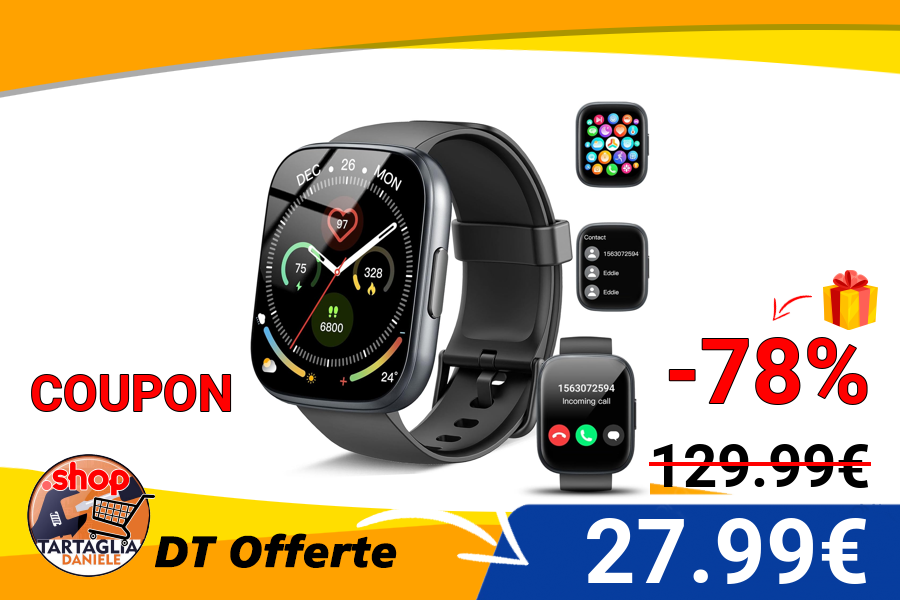 DEC • 26 • MON
97
75
328
6800
24°
Contact
1563072594
Eddie
Eddie
1563072594
Incoming call
-78%
COUPON
129.99€
27.99€
.shop
TARTAGLIA
DANIELE
DT Offerte